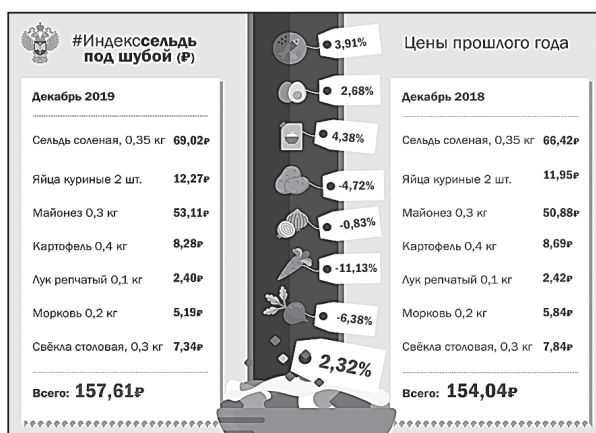 #Индекссельдь
под шубой (₽)
Декабрь 2019
Сельдь соленая, 0,35 кг 69,02₽
Яйца куриные 2 шт. 12,27₽
Майонез 0,3 кг 53,11₽
Картофель 0,4 кг 8,28₽
Лук репчатый 0,1 кг 2,40₽
Морковь 0,2 кг 5,19₽
Свёкла столовая, 0,3 кг 7,34₽
Всего: 157,61₽
3,91%
2,68%
4,38%
-4,72%
-0,83%
-11,13%
-6,38%
2,32%
Цены прошлого года
Декабрь 2018
Сельдь соленая, 0,35 кг 66,42₽
Яйца куриные 2 шт. 11,95₽
Майонез 0,3 кг 50,88₽
Картофель 0,4 кг 8,69₽
Лук репчатый 0,1 кг 2,42₽
Морковь 0,2 кг 5,84₽
Свёкла столовая, 0,3 кг 7,84₽
Всего: 154,04₽